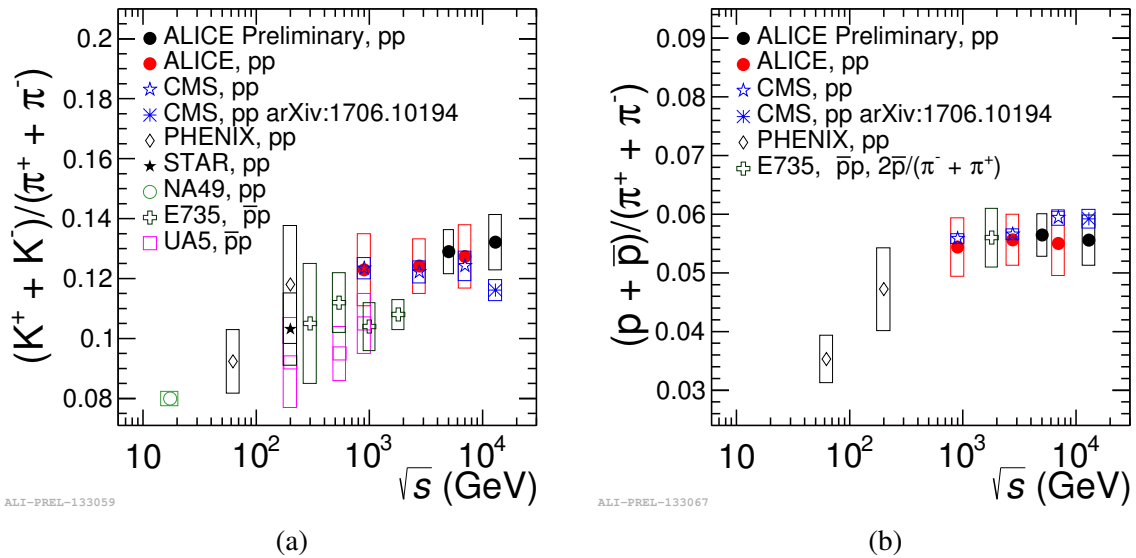 0.2
0.18
0.16
0.14
0.12
0.1
0.08
(K⁺ + K⁻)/(π⁺ + π⁻)
ALICE Preliminary, pp
ALICE, pp
CMS, pp
CMS, pp arXiv:1706.10194
PHENIX, pp
STAR, pp
NA49, pp
E735, p̅p
UA5, p̅p
10 10² 10³ 10⁴
√s (GeV)
ALI-PREL-133059
(a)
0.09
0.08
0.07
0.06
0.05
0.04
0.03
(p + p̅)/(π⁺ + π⁻)
ALICE Preliminary, pp
ALICE, pp
CMS, pp
CMS, pp arXiv:1706.10194
PHENIX, pp
E735, p̅p, 2p̅/(π⁻ + π⁺)
10 10² 10³ 10⁴
√s (GeV)
ALI-PREL-133067
(b)